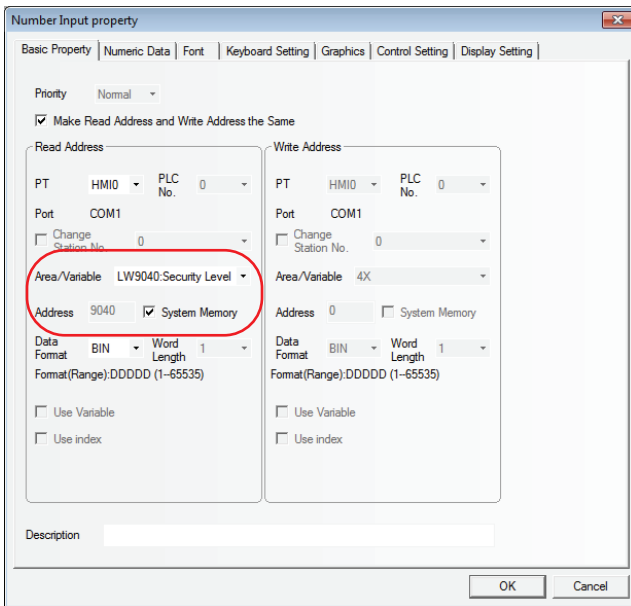 Number Input property
Basic Property Numeric Data Font Keyboard Setting Graphics Control Setting Display Setting
Priority Normal
Make Read Address and Write Address the Same
Read Address
PT HMI0 PLC No. 0
Port COM1
Change Station No. 0
Area/Variable LW9040:Security Level
Address 9040 System Memory
Data Format BIN Word Length 1
Format(Range):DDDDD (1--65535)
Use Variable
Use index
Write Address
PT HMI0 PLC No. 0
Port COM1
Change Station No. 0
Area/Variable 4X
Address 0 System Memory
Data Format BIN Word Length 1
Format(Range):DDDDD (1--65535)
Use Variable
Use index
Description
OK Cancel